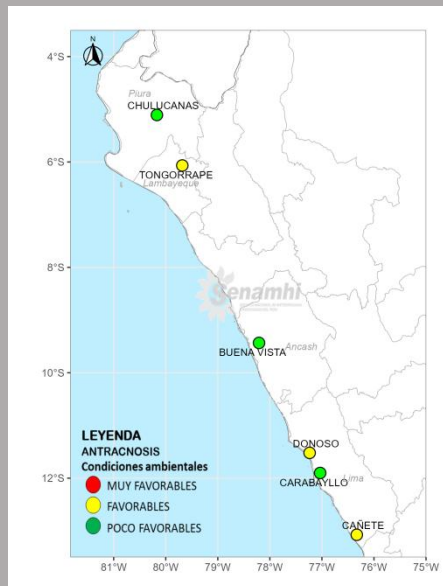 N
4°S
Piura
CHULUCANAS
6°S
TONGORRAPE
Lambayeque
8°S
Senamhi
Ancash
BUENA VISTA
10°S
LEYENDA
ANTRACNOSIS
Condiciones ambientales
MUY FAVORABLES
FAVORABLES
POCO FAVORABLES
DONOSO
12°S
CARABAYLLO
Lima
CAÑETE
81°W 80°W 79°W 78°W 77°W 76°W 75°W